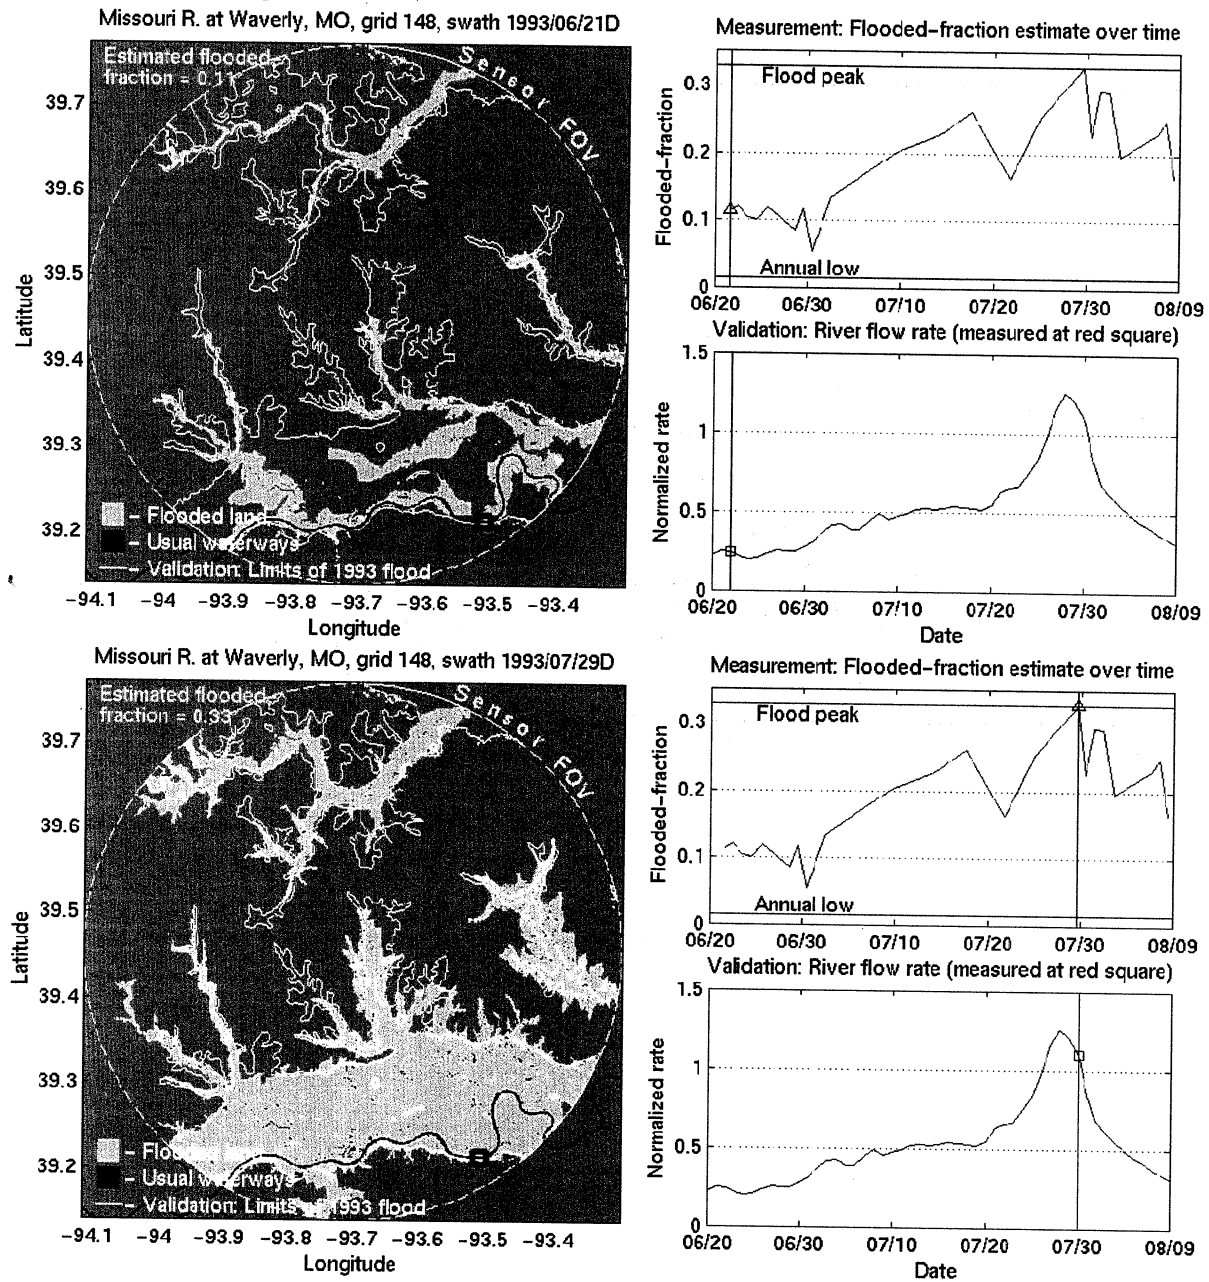 Missouri R. at Waverly, MO, grid 148, swath 1993/06/21D
Estimated flooded-
fraction = 0.11
Sensor FOV
39.7
39.6
39.5
39.4
39.3
39.2
Latitude
– Flooded land
– Usual waterways
– Validation: Limits of 1993 flood
−94.1 −94 −93.9 −93.8 −93.7 −93.6 −93.5 −93.4
Longitude
Measurement: Flooded–fraction estimate over time
Flood peak
0.3
0.2
0.1
0
Flooded–fraction
Annual low
06/20 06/30 07/10 07/20 07/30 08/09
Validation: River flow rate (measured at red square)
1.5
1
0.5
0
Normalized rate
06/20 06/30 07/10 07/20 07/30 08/09
Date
Missouri R. at Waverly, MO, grid 148, swath 1993/07/29D
Estimated flooded-
fraction = 0.33
Sensor FOV
39.7
39.6
39.5
39.4
39.3
39.2
Latitude
– Flooded land
– Usual waterways
– Validation: Limits of 1993 flood
−94.1 −94 −93.9 −93.8 −93.7 −93.6 −93.5 −93.4
Longitude
Measurement: Flooded–fraction estimate over time
Flood peak
0.3
0.2
0.1
0
Flooded–fraction
Annual low
06/20 06/30 07/10 07/20 07/30 08/09
Validation: River flow rate (measured at red square)
1.5
1
0.5
0
Normalized rate
06/20 06/30 07/10 07/20 07/30 08/09
Date